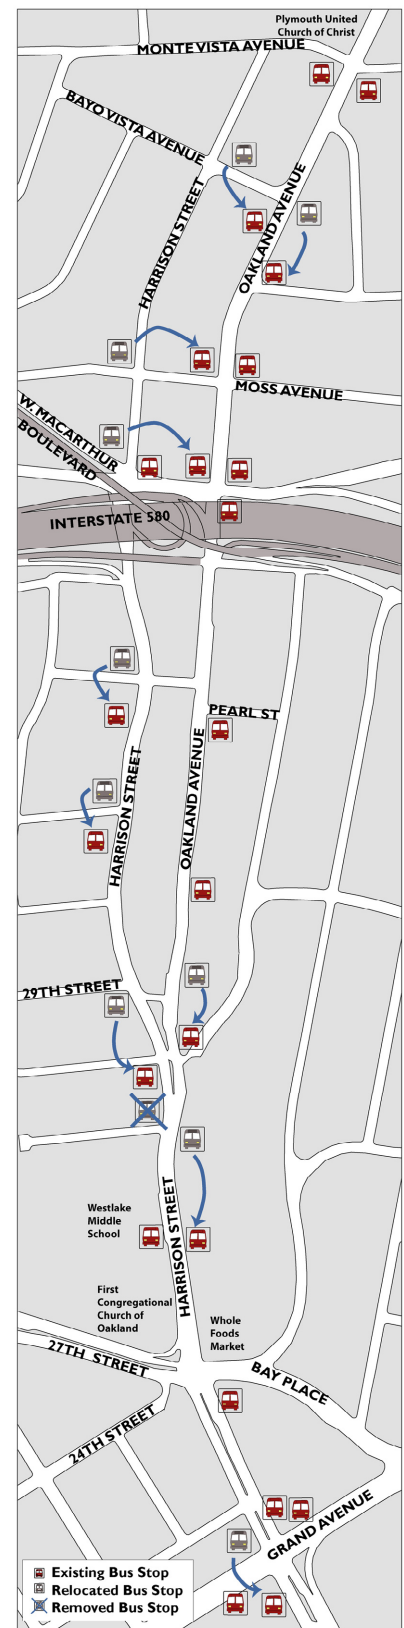 Plymouth United
Church of Christ
MONTE VISTA AVENUE
BAYO VISTA AVENUE
HARRISON STREET
OAKLAND AVENUE
MOSS AVENUE
W. MACARTHUR
BOULEVARD
INTERSTATE 580
PEARL ST
HARRISON STREET
OAKLAND AVENUE
29TH STREET
HARRISON STREET
Westlake
Middle
School
First
Congregational
Church of
Oakland
Whole
Foods
Market
27TH STREET
BAY PLACE
24TH STREET
GRAND AVENUE
Existing Bus Stop
Relocated Bus Stop
Removed Bus Stop